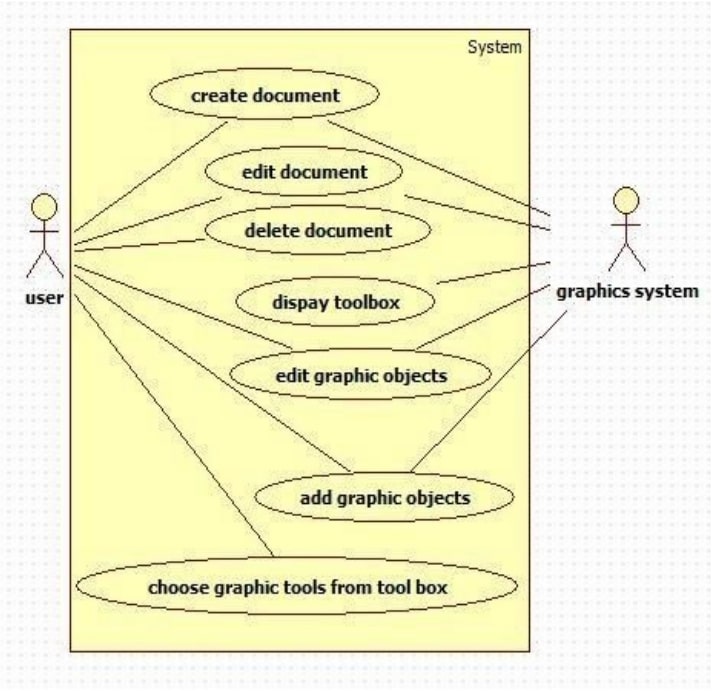 System
create document
edit document
delete document
dispay toolbox
user
graphics system
edit graphic objects
add graphic objects
choose graphic tools from tool box